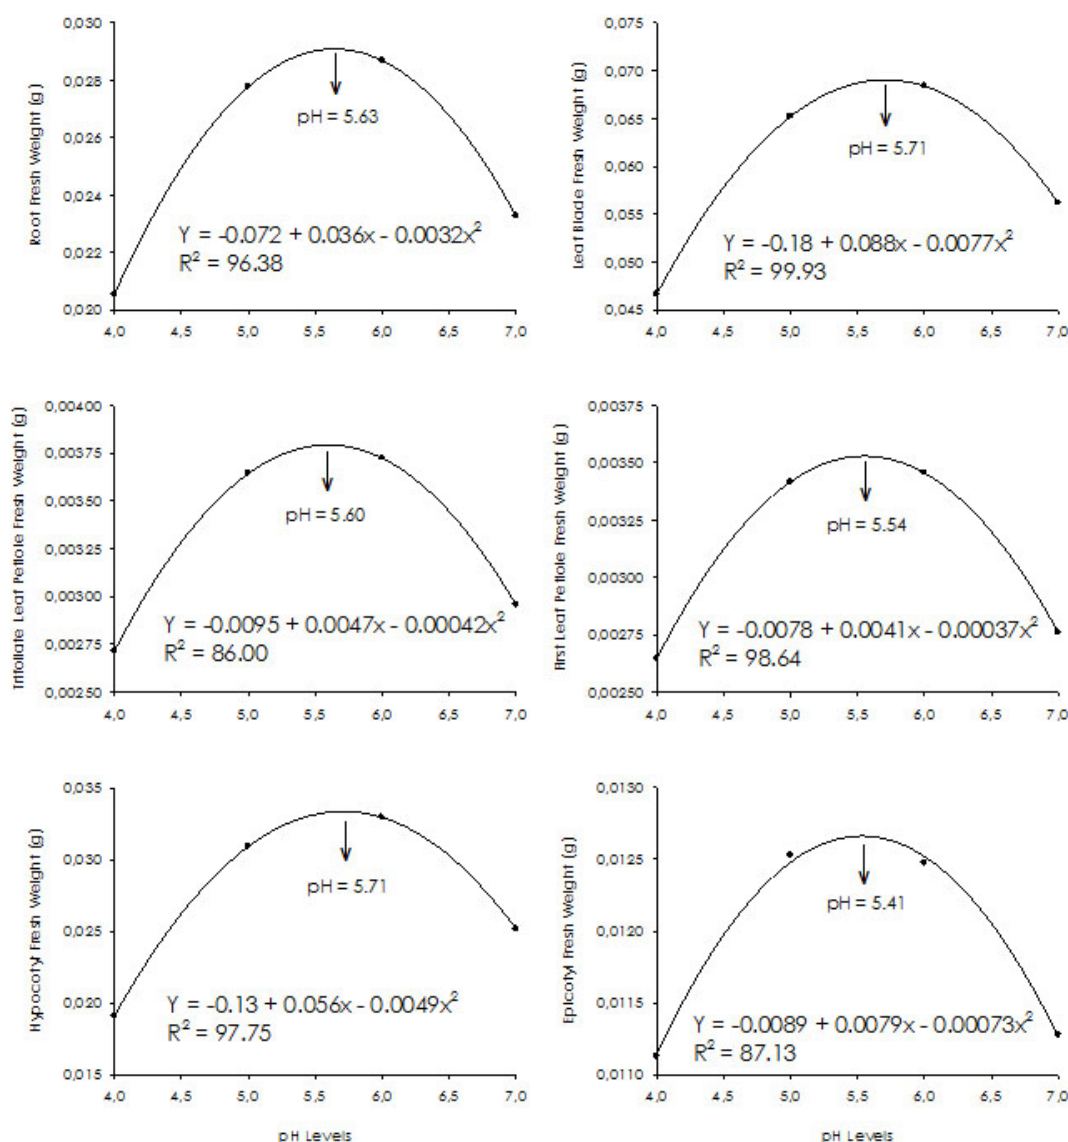 Root Fresh Weight (g)
0,030
0,028
0,026
0,024
0,022
0,020
pH = 5.63
Y = -0.072 + 0.036x - 0.0032x²
R² = 96.38
4,0 4,5 5,0 5,5 6,0 6,5 7,0
Leaf Blade Fresh Weight (g)
0,075
0,070
0,065
0,060
0,055
0,050
0,045
pH = 5.71
Y = -0.18 + 0.088x - 0.0077x²
R² = 99.93
4,0 4,5 5,0 5,5 6,0 6,5 7,0
Trifoliate Leaf Petiole Fresh Weight (g)
0,00400
0,00375
0,00350
0,00325
0,00300
0,00275
0,00250
pH = 5.60
Y = -0.0095 + 0.0047x - 0.00042x²
R² = 86.00
4,0 4,5 5,0 5,5 6,0 6,5 7,0
First Leaf Petiole Fresh Weight (g)
0,00375
0,00350
0,00325
0,00300
0,00275
0,00250
pH = 5.54
Y = -0.0078 + 0.0041x - 0.00037x²
R² = 98.64
4,0 4,5 5,0 5,5 6,0 6,5 7,0
Hypocotyl Fresh Weight (g)
0,035
0,030
0,025
0,020
0,015
pH = 5.71
Y = -0.13 + 0.056x - 0.0049x²
R² = 97.75
4,0 4,5 5,0 5,5 6,0 6,5 7,0
pH Levels
Epicotyl Fresh Weight (g)
0,0130
0,0125
0,0120
0,0115
0,0110
pH = 5.41
Y = -0.0089 + 0.0079x - 0.00073x²
R² = 87.13
4,0 4,5 5,0 5,5 6,0 6,5 7,0
pH Levels